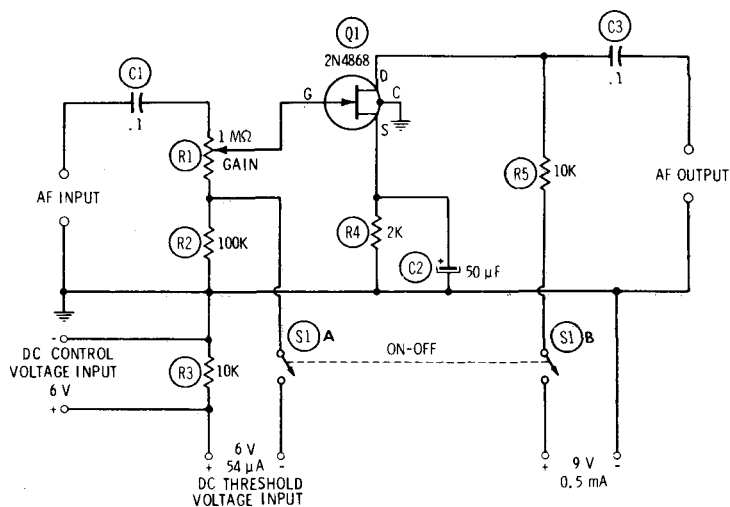 Q1
2N4868
C3
C1
D
G
C
.1
.1
S
1 MΩ
R1
GAIN
R5
10K
AF INPUT
AF OUTPUT
R2
100K
R4
2K
+
C2
50 μF
-
S1 A
S1 B
DC CONTROL
VOLTAGE INPUT
6 V
ON-OFF
R3
10K
+
6 V
+ 54 μA -
DC THRESHOLD
VOLTAGE INPUT
+ 9 V -
0.5 mA